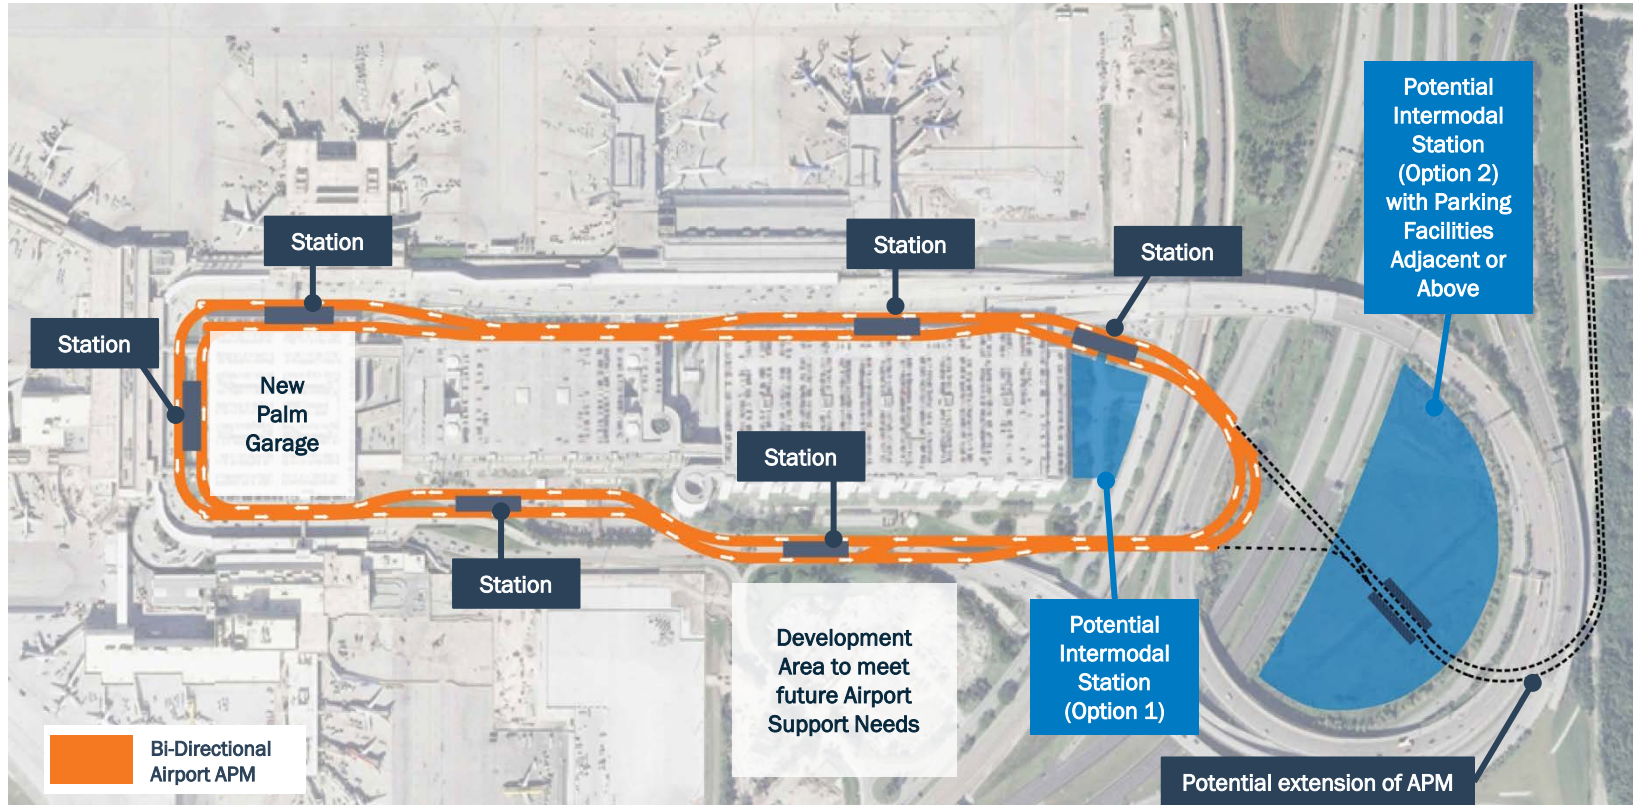 Potential
Intermodal
Station
(Option 2)
with Parking
Facilities
Adjacent or
Above
Station
Station
Station
Station
New
Palm
Garage
Station
Station
Development
Area to meet
future Airport
Support Needs
Potential
Intermodal
Station
(Option 1)
Bi-Directional
Airport APM
Potential extension of APM